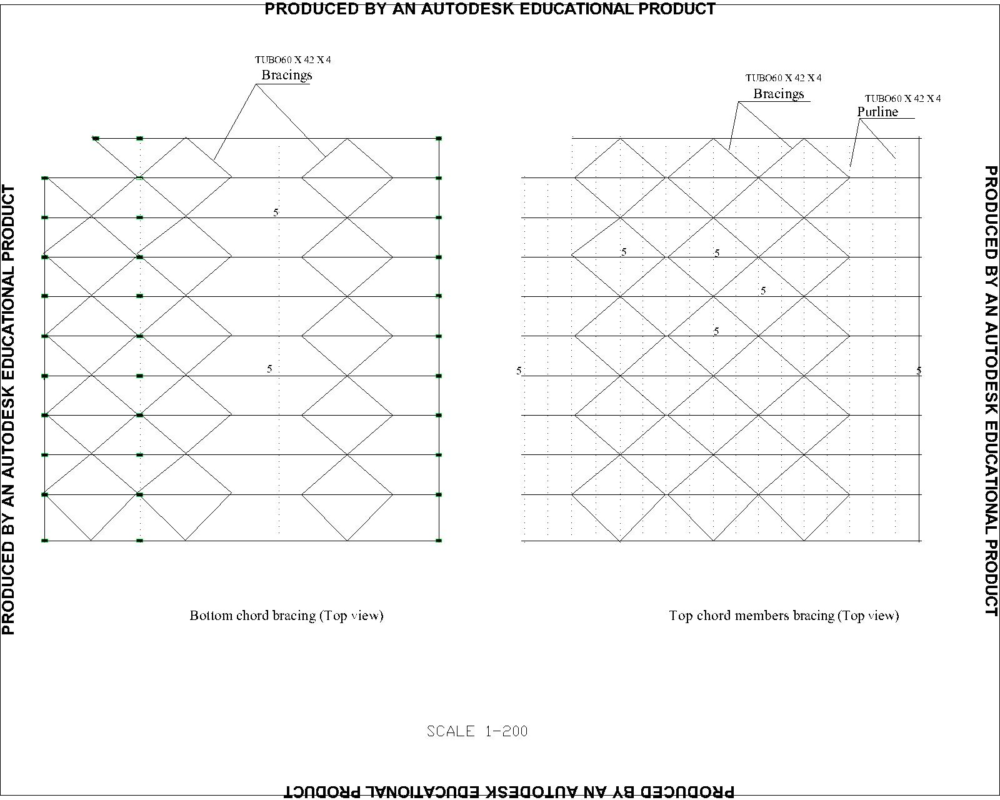 PRODUCED BY AN AUTODESK EDUCATIONAL PRODUCT
TUBO60 X 42 X 4
Bracings
TUBO60 X 42 X 4
Bracings
TUBO60 X 42 X 4
Purline
PRODUCED BY AN AUTODESK EDUCATIONAL PRODUCT
PRODUCED BY AN AUTODESK EDUCATIONAL PRODUCT
5
5
5
5
5
5
5
5
Bottom chord bracing (Top view)
Top chord members bracing (Top view)
SCALE 1-200
PRODUCED BY AN AUTODESK EDUCATIONAL PRODUCT